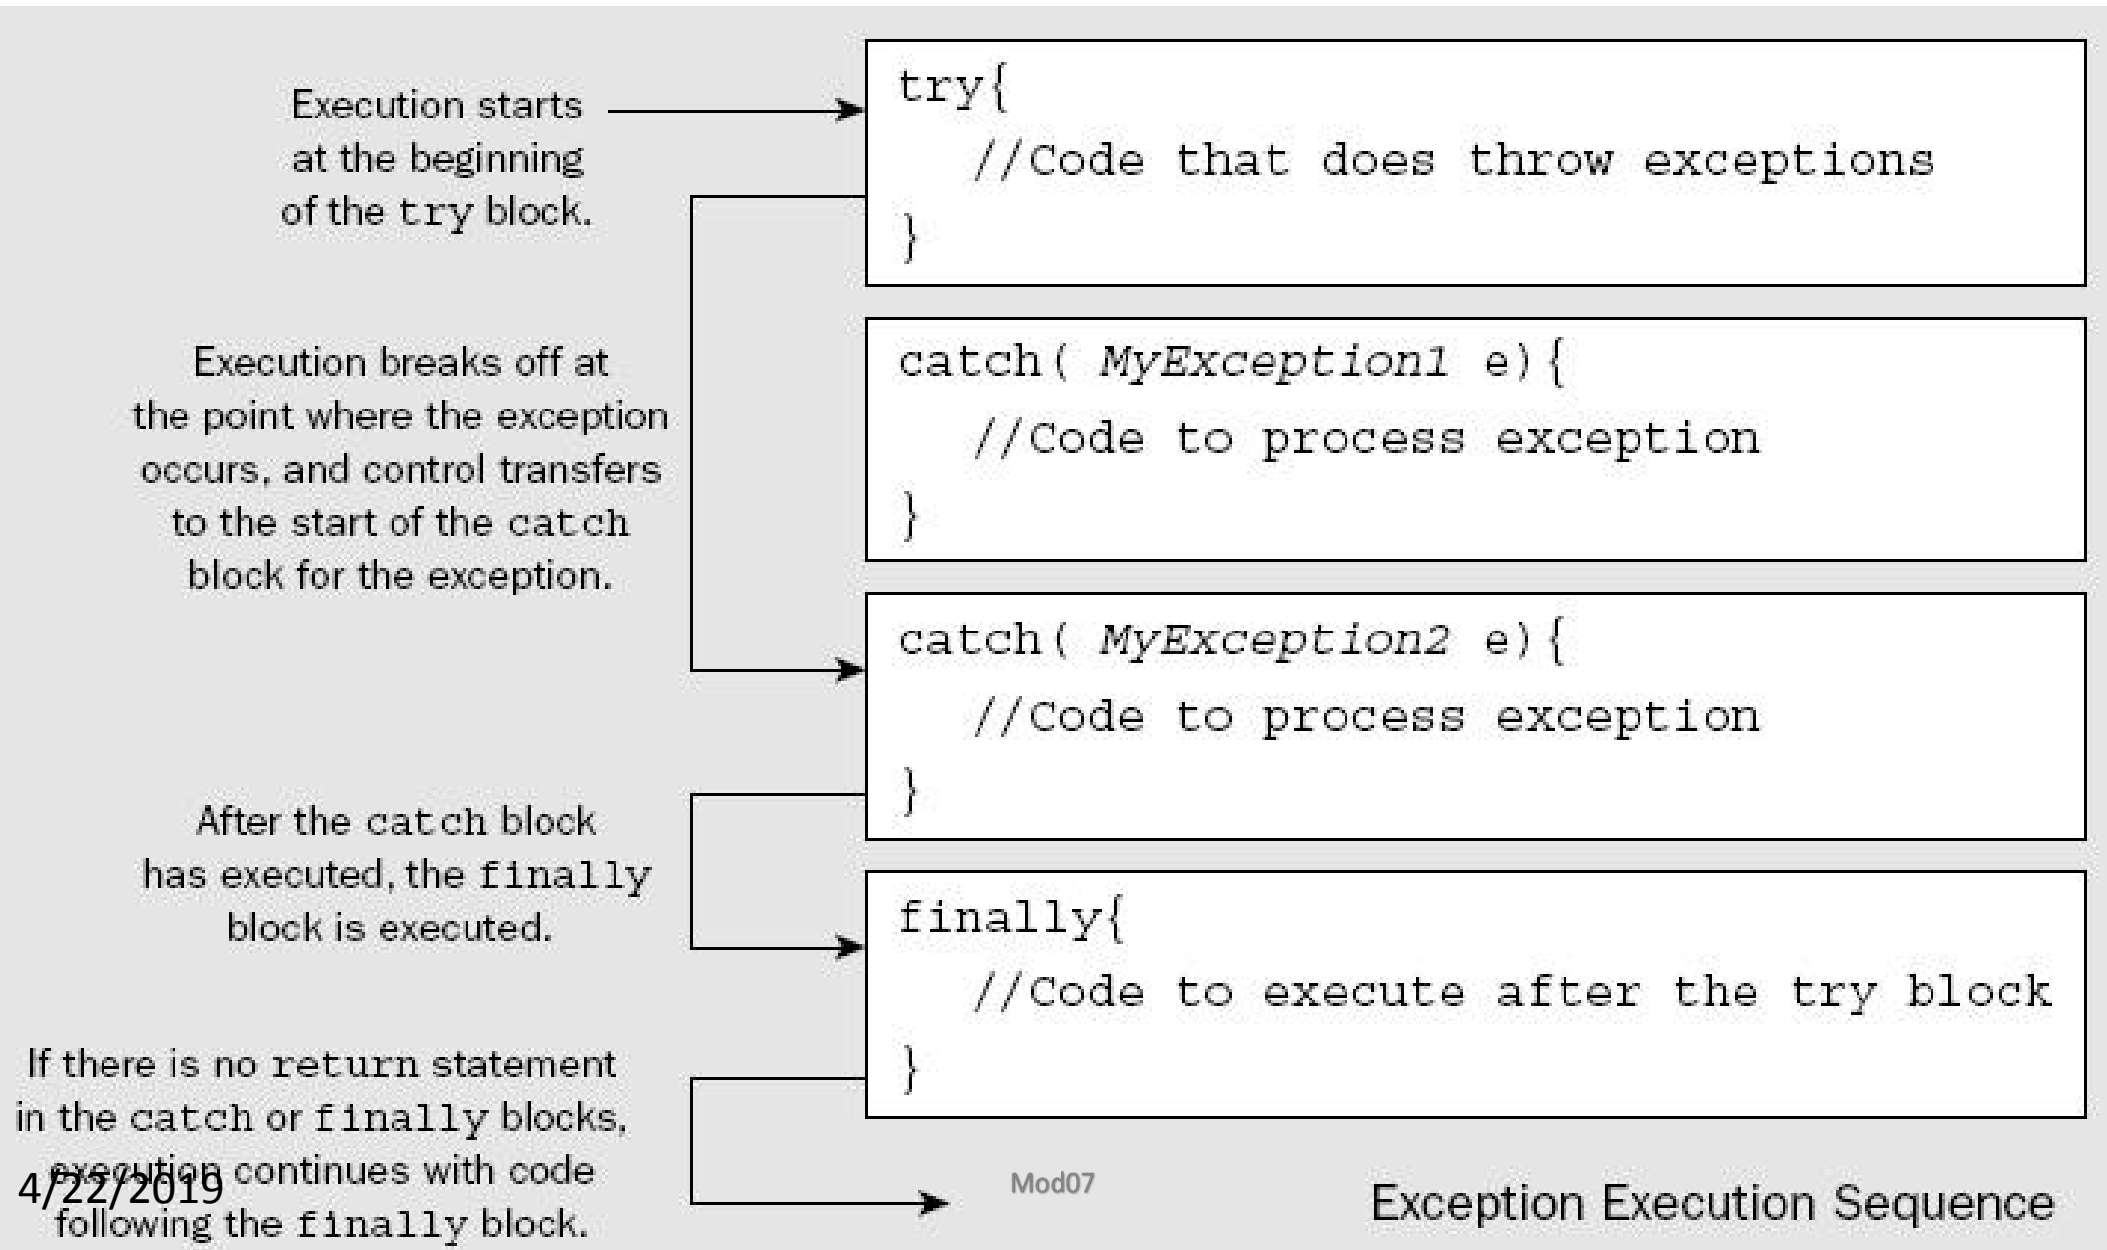 Execution starts
at the beginning
of the try block.
try{
//Code that does throw exceptions
}
Execution breaks off at
the point where the exception
occurs, and control transfers
to the start of the catch
block for the exception.
catch( MyException1 e){
//Code to process exception
}
catch( MyException2 e){
//Code to process exception
}
After the catch block
has executed, the finally
block is executed.
finally{
//Code to execute after the try block
}
If there is no return statement
in the catch or finally blocks,
execution continues with code
following the finally block.
4/22/2019
Mod07
Exception Execution Sequence